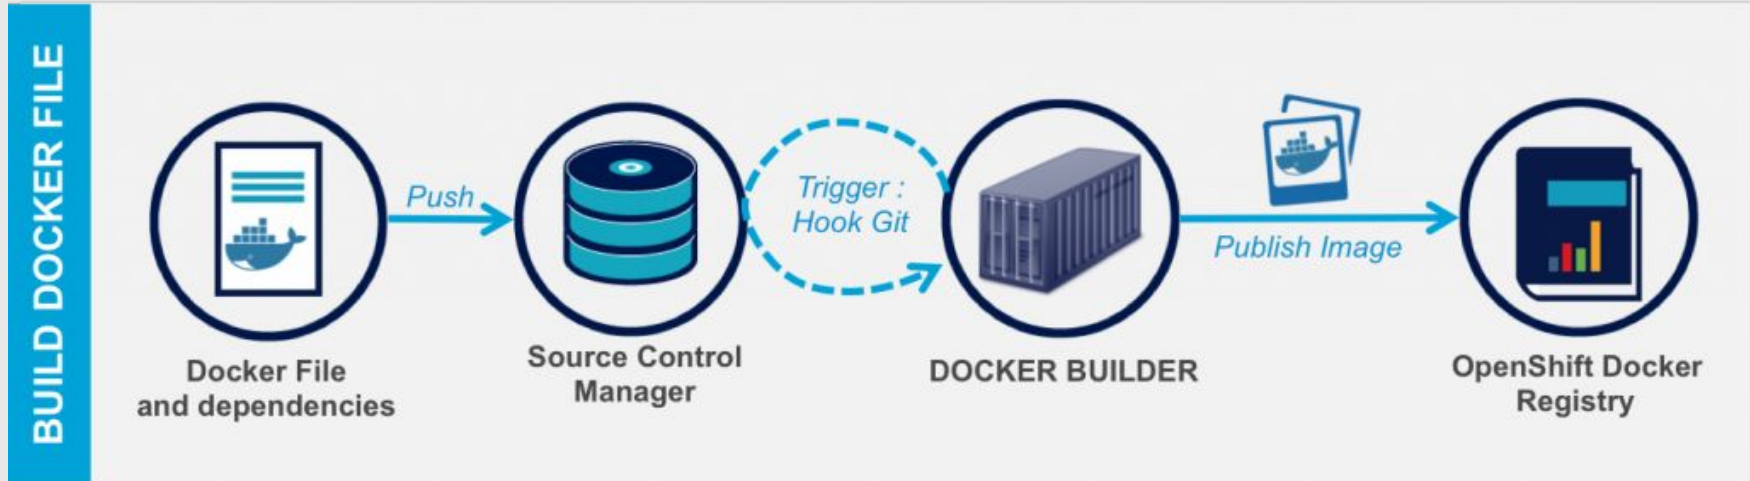 BUILD DOCKER FILE
Push
Trigger :
Hook Git
Publish Image
Docker File
and dependencies
Source Control
Manager
DOCKER BUILDER
OpenShift Docker
Registry